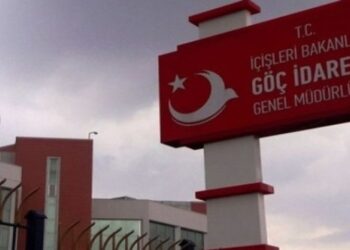 T.C.
İÇİŞLERİ BAKANL
GÖÇ İDARE
GENEL MÜDÜRL